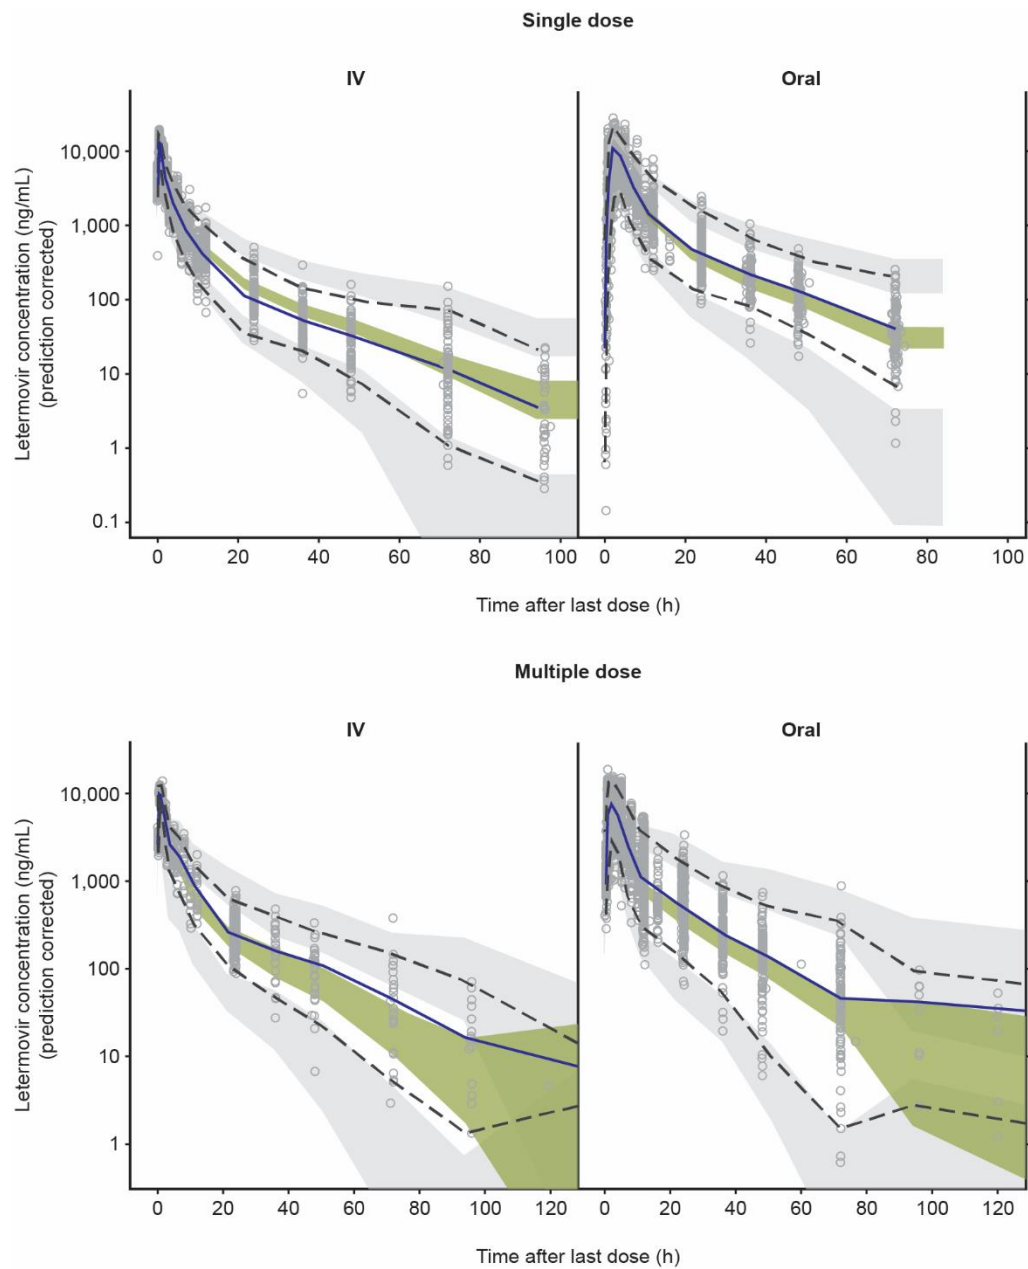 Single dose
IV
Oral
Letermovir concentration (ng/mL)
(prediction corrected)
10,000
1,000
100
10
1
0.1
0 20 40 60 80 100
0 20 40 60 80 100
Time after last dose (h)
Multiple dose
IV
Oral
Letermovir concentration (ng/mL)
(prediction corrected)
10,000
1,000
100
10
1
0 20 40 60 80 100 120
0 20 40 60 80 100 120
Time after last dose (h)